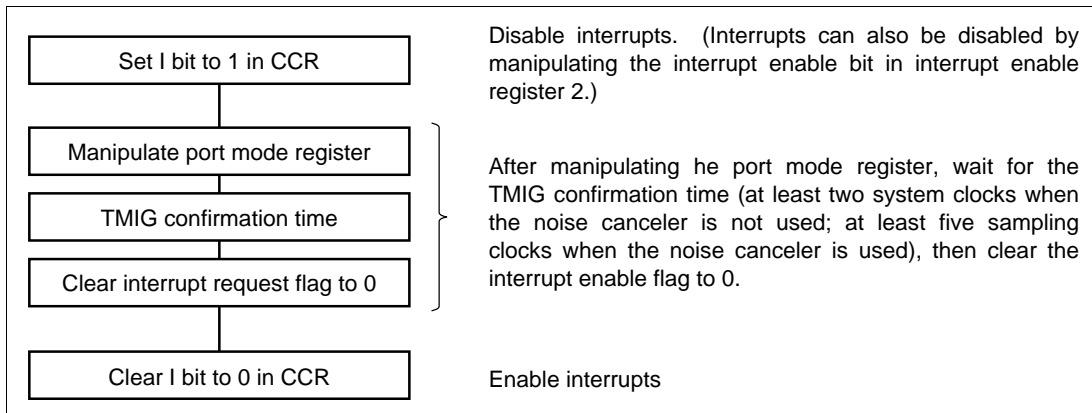 Set I bit to 1 in CCR
Disable interrupts. (Interrupts can also be disabled by
manipulating the interrupt enable bit in interrupt enable
register 2.)
Manipulate port mode register
TMIG confirmation time
Clear interrupt request flag to 0
After manipulating he port mode register, wait for the
TMIG confirmation time (at least two system clocks when
the noise canceler is not used; at least five sampling
clocks when the noise canceler is used), then clear the
interrupt enable flag to 0.
Clear I bit to 0 in CCR
Enable interrupts